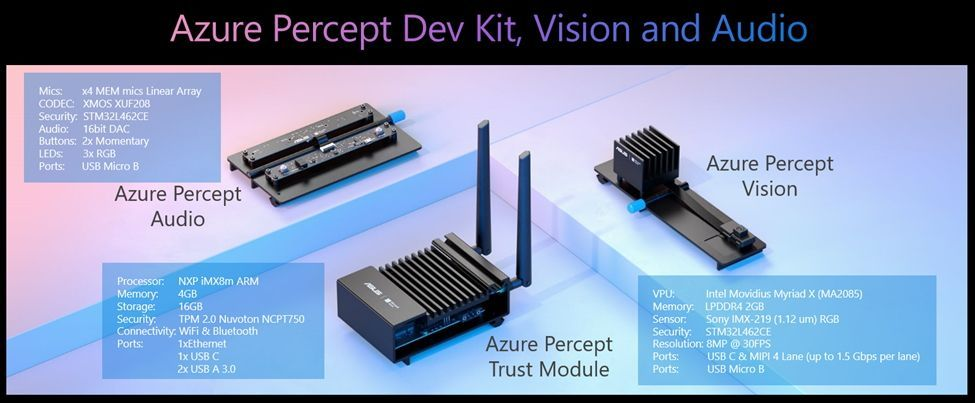 Azure Percept Dev Kit, Vision and Audio
Mics: x4 MEM mics Linear Array
CODEC: XMOS XUF208
Security: STM32L462CE
Audio: 16bit DAC
Buttons: 2x Momentary
LEDs: 3x RGB
Ports: USB Micro B
Azure Percept
Audio
Azure Percept
Vision
ASUS
Processor: NXP iMX8m ARM
Memory: 4GB
Storage: 16GB
Security: TPM 2.0 Nuvoton NCPT750
Connectivity: WiFi & Bluetooth
Ports: 1xEthernet
1x USB C
2x USB A 3.0
ASUS
Azure Percept
Trust Module
VPU: Intel Movidius Myriad X (MA2085)
Memory: LPDDR4 2GB
Sensor: Sony IMX-219 (1.12 um) RGB
Security: STM32L462CE
Resolution: 8MP @ 30FPS
Ports: USB C & MIPI 4 Lane (up to 1.5 Gbps per lane)
Ports: USB Micro B